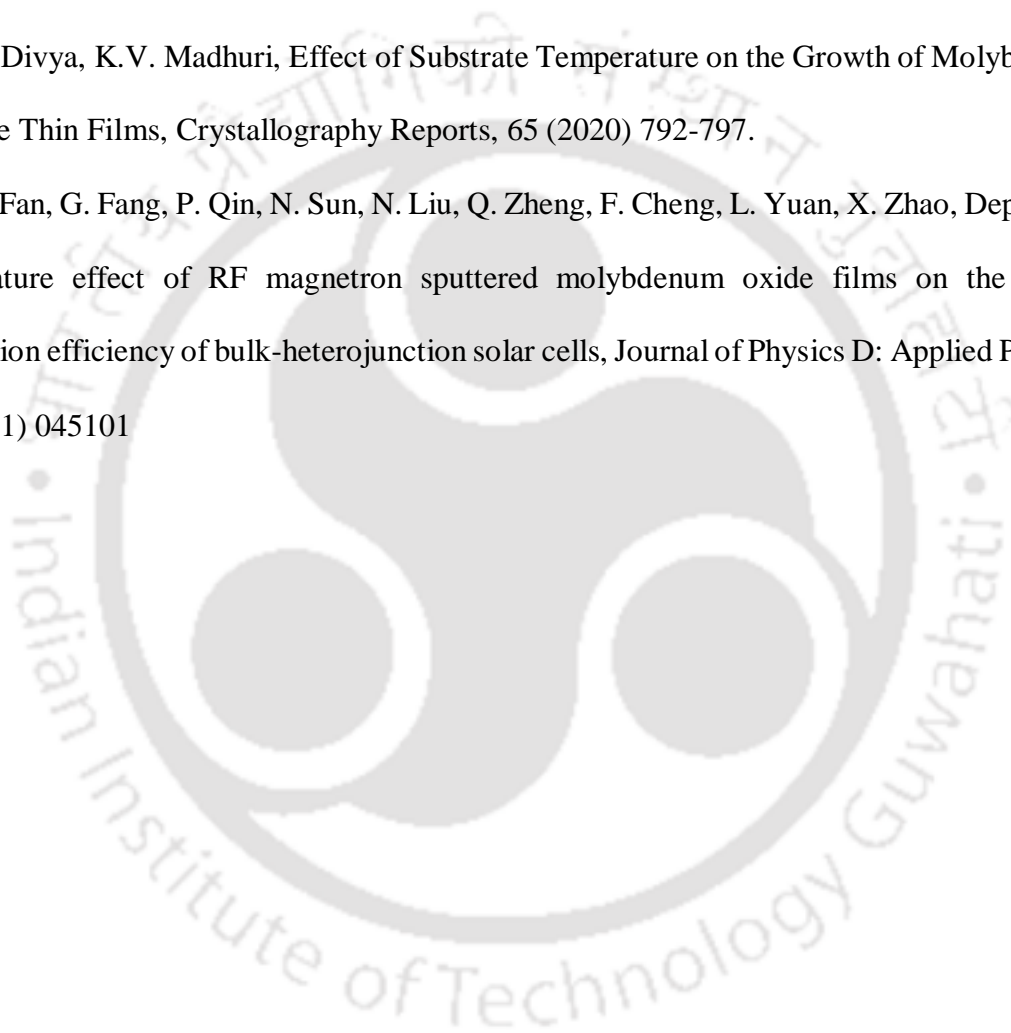 Divya, K.V. Madhuri, Effect of Substrate Temperature on the Growth of Molyb
e Thin Films, Crystallography Reports, 65 (2020) 792-797.
Fan, G. Fang, P. Qin, N. Sun, N. Liu, Q. Zheng, F. Cheng, L. Yuan, X. Zhao, Dep
ature effect of RF magnetron sputtered molybdenum oxide films on the
ion efficiency of bulk-heterojunction solar cells, Journal of Physics D: Applied P
1) 045101
Indian Institute of Technology Guwahati